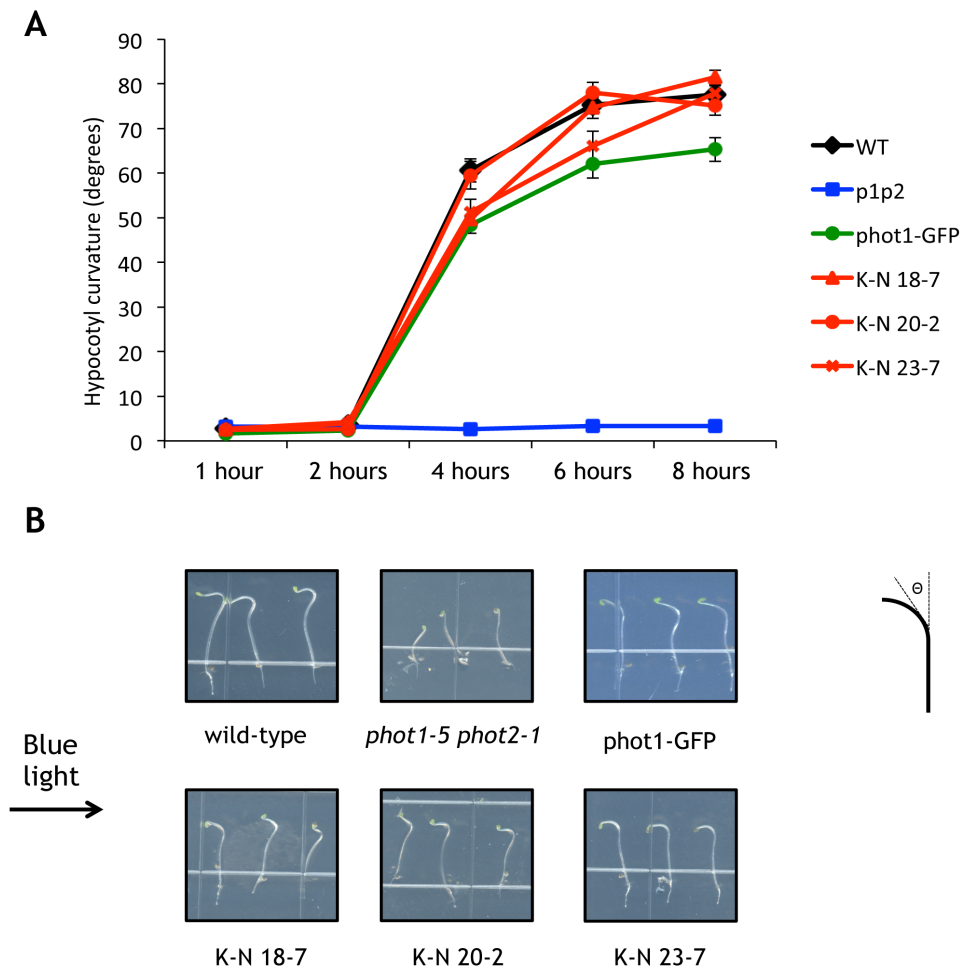 A
90
80
70
60
50
40
30
20
10
0
Hypocotyl curvature (degrees)
1 hour
2 hours
4 hours
6 hours
8 hours
WT
p1p2
phot1-GFP
K-N 18-7
K-N 20-2
K-N 23-7
B
Blue
light
wild-type
phot1-5 phot2-1
phot1-GFP
Θ
K-N 18-7
K-N 20-2
K-N 23-7